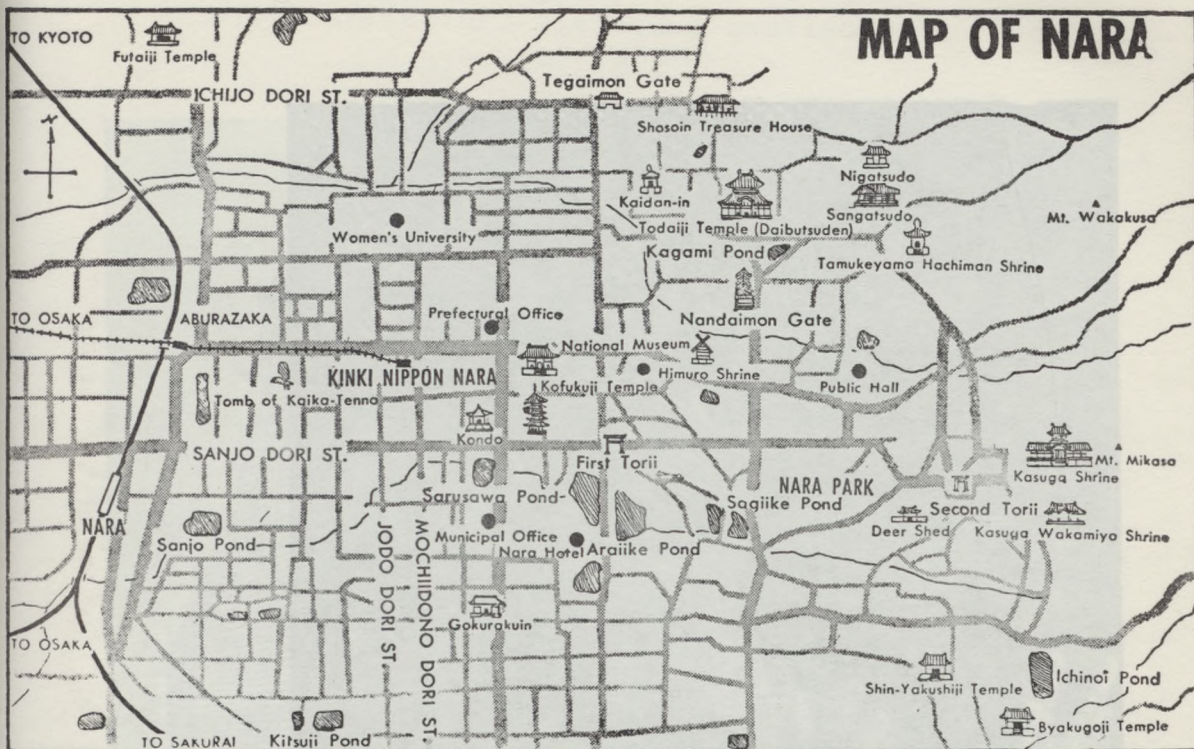 MAP OF NARA
TO KYOTO
Futaiji Temple
ICHIJO DORI ST.
Tegaimon Gate
Shosoin Treasure House
N
Nigatsudo
Kaidan-in
Sangatsudo
Mt. Wakakusa
Women's University
Todaiji Temple (Daibutsuden)
Kagami Pond
Tamukeyama Hachiman Shrine
TO OSAKA
ABURAZAKA
Prefectural Office
Nandaimon Gate
National Museum
KINKI NIPPON NARA
Himuro Shrine
Public Hall
Kofukuji Temple
Tomb of Kaika-Tenno
Kondo
SANJO DORI ST.
First Torii
Mt. Mikasa
Kasuga Shrine
NARA PARK
Sarusawa Pond
Sagiike Pond
Second Torii
NARA
Sanjo Pond
Municipal Office
Deer Shed
Kasuga Wakamiya Shrine
Nara Hotel
Araiike Pond
JODO DORI ST.
MOCHIIDONO DORI ST.
Gokurakuin
TO OSAKA
Shin-Yakushiji Temple
Ichinoi Pond
Byakugoji Temple
TO SAKURAI
Kitsuji Pond